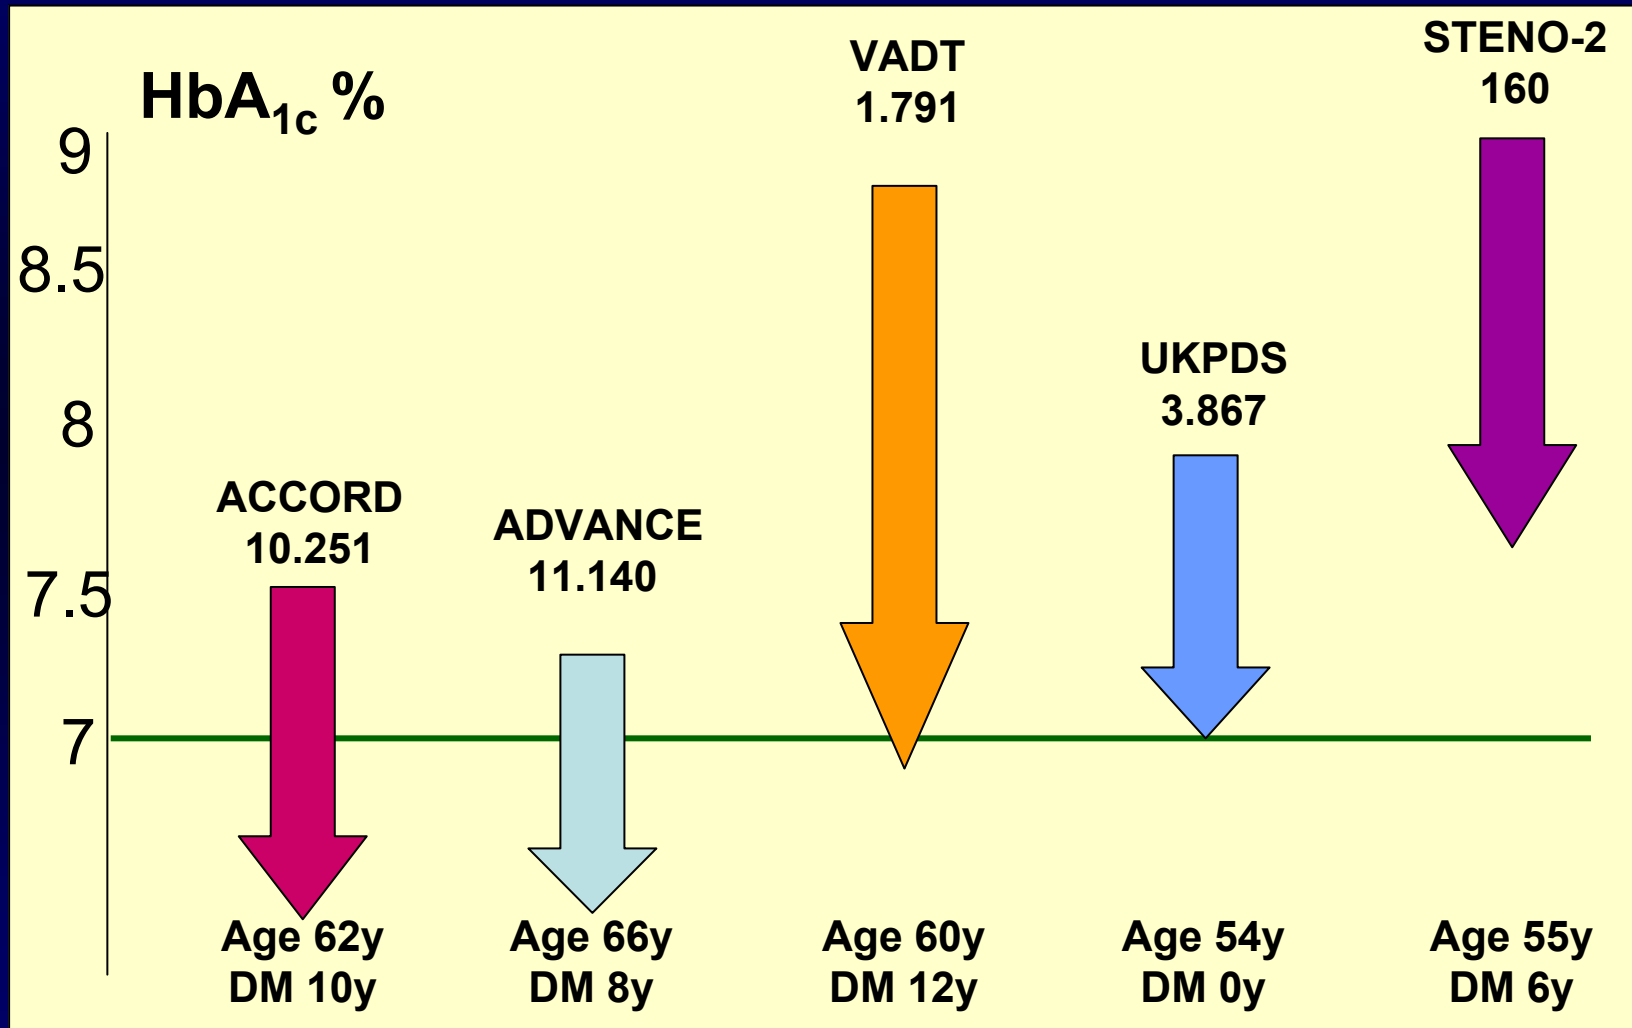 HbA1c %
9
8.5
8
7.5
7
ACCORD
10.251
ADVANCE
11.140
VADT
1.791
UKPDS
3.867
STENO-2
160
Age 62y
DM 10y
Age 66y
DM 8y
Age 60y
DM 12y
Age 54y
DM 0y
Age 55y
DM 6y